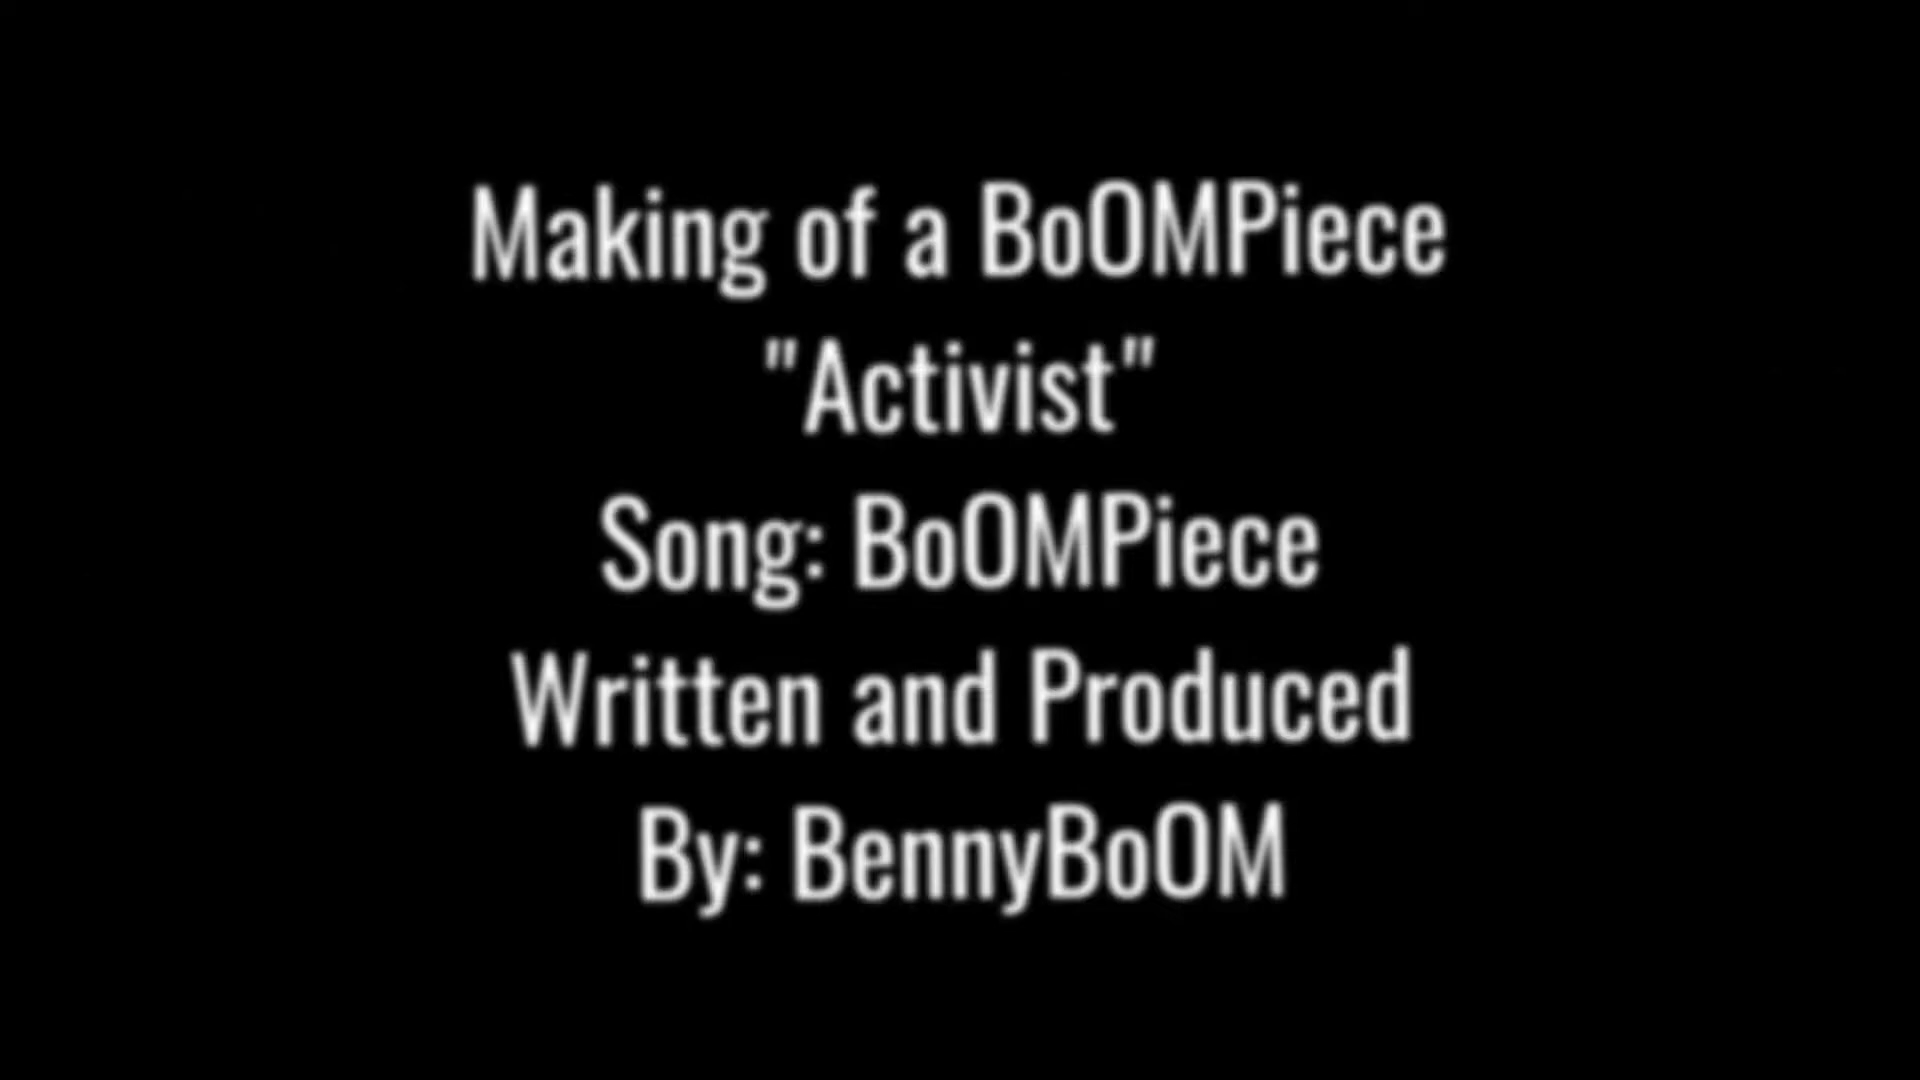 Making of a BoOMPiece
"Activist"
Song: BoOMPiece
Written and Produced
By: BennyBoOM